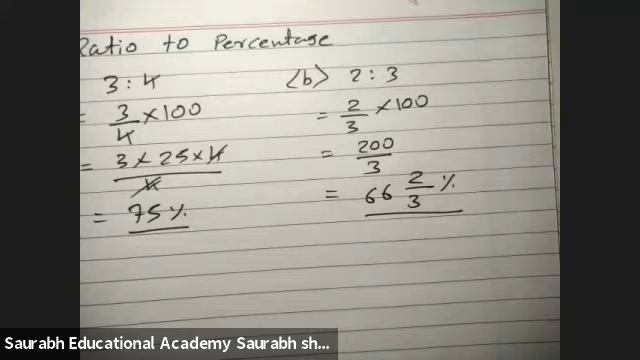 Ratio to Percentage
3 : 4
= 3/4 × 100
= 3 × 25 × 4 / 4
= 75 %
(b) 2 : 3
= 2/3 × 100
= 200/3
= 66 2/3 %
Saurabh Educational Academy Saurabh sh...